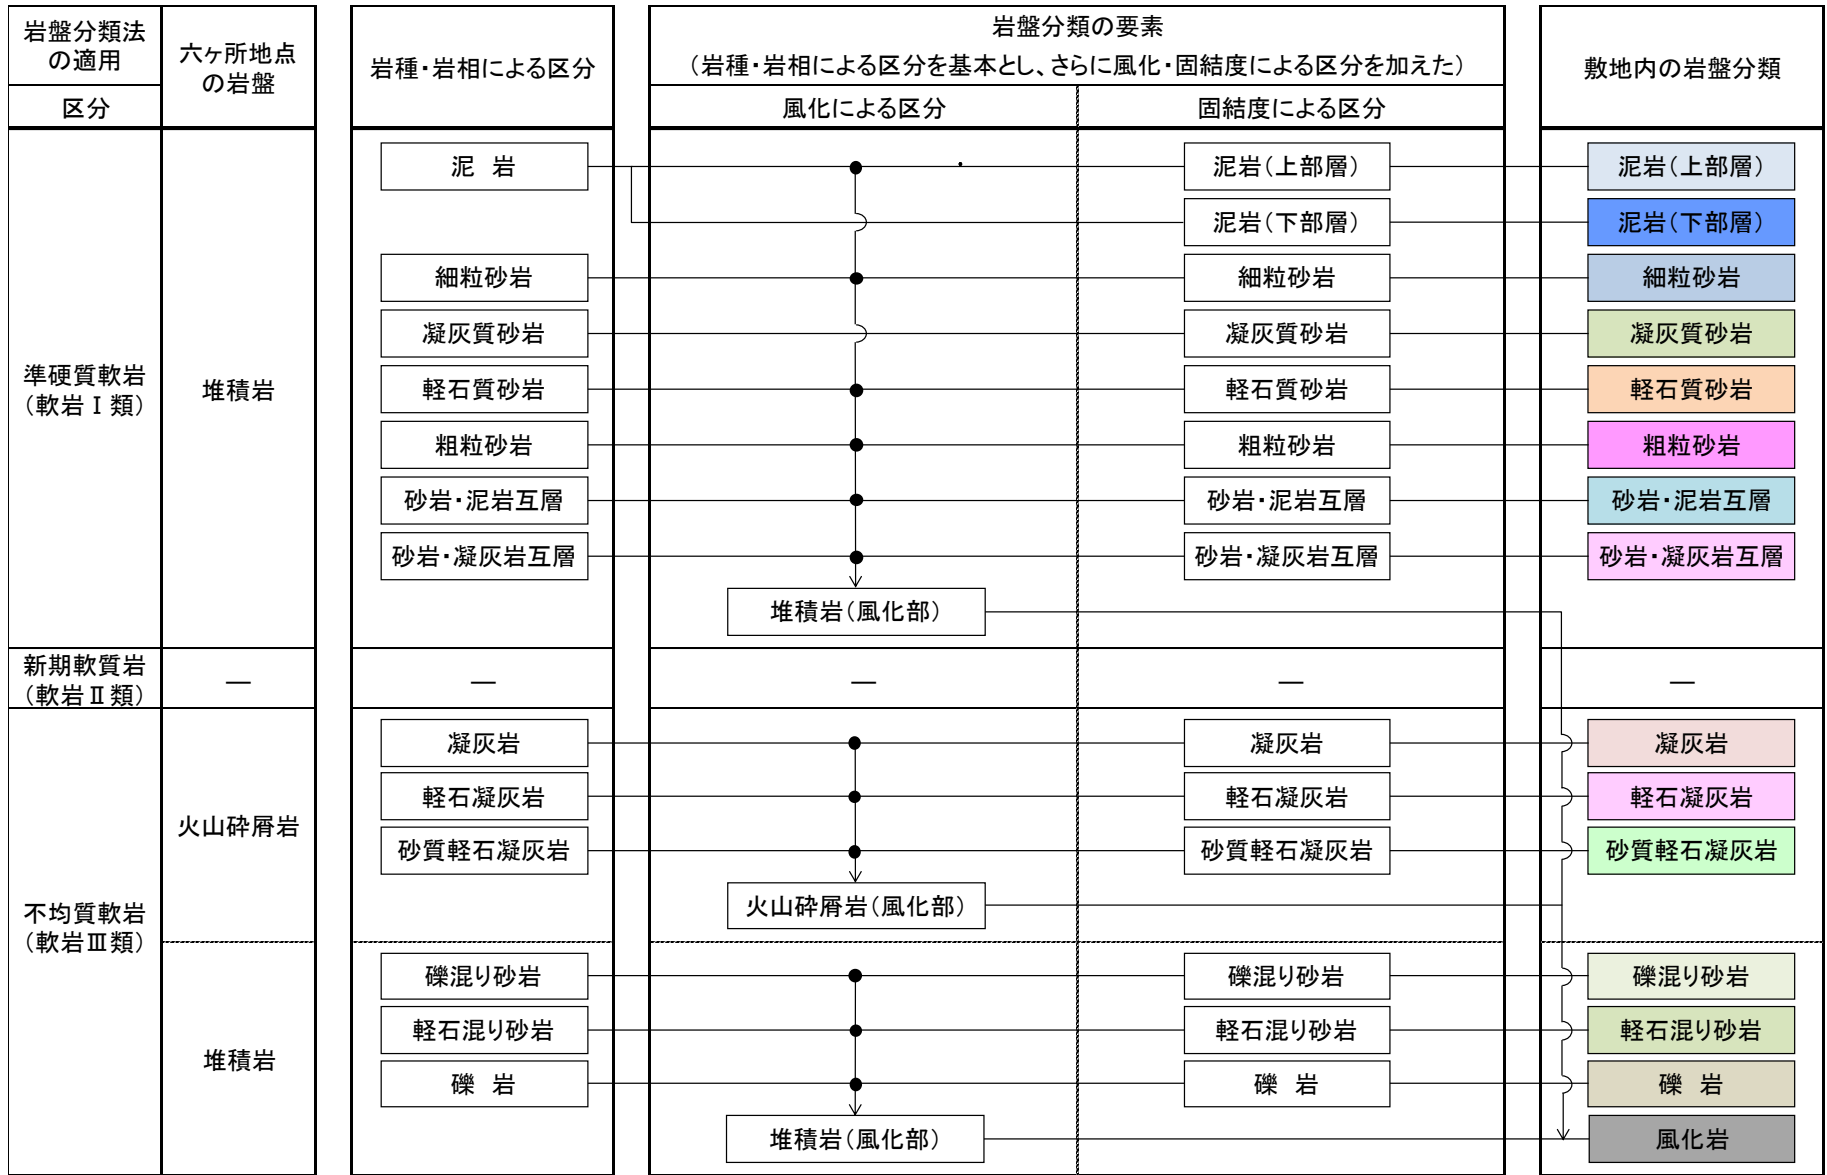 岩盤分類法
の適用
区分
六ヶ所地点
の岩盤
岩種・岩相による区分
岩盤分類の要素
（岩種・岩相による区分を基本とし、さらに風化・固結度による区分を加えた）
風化による区分
固結度による区分
敷地内の岩盤分類
準硬質軟岩
（軟岩Ⅰ類）
堆積岩
泥　岩
泥岩（上部層）
泥岩（上部層）
泥岩（下部層）
泥岩（下部層）
細粒砂岩
細粒砂岩
細粒砂岩
凝灰質砂岩
凝灰質砂岩
凝灰質砂岩
軽石質砂岩
軽石質砂岩
軽石質砂岩
粗粒砂岩
粗粒砂岩
粗粒砂岩
砂岩・泥岩互層
砂岩・泥岩互層
砂岩・泥岩互層
砂岩・凝灰岩互層
砂岩・凝灰岩互層
砂岩・凝灰岩互層
堆積岩（風化部）
新期軟質岩
（軟岩Ⅱ類）
―
―
―
―
―
不均質軟岩
（軟岩Ⅲ類）
火山砕屑岩
凝灰岩
凝灰岩
凝灰岩
軽石凝灰岩
軽石凝灰岩
軽石凝灰岩
砂質軽石凝灰岩
砂質軽石凝灰岩
砂質軽石凝灰岩
火山砕屑岩（風化部）
堆積岩
礫混り砂岩
礫混り砂岩
礫混り砂岩
軽石混り砂岩
軽石混り砂岩
軽石混り砂岩
礫　岩
礫　岩
礫　岩
堆積岩（風化部）
風化岩